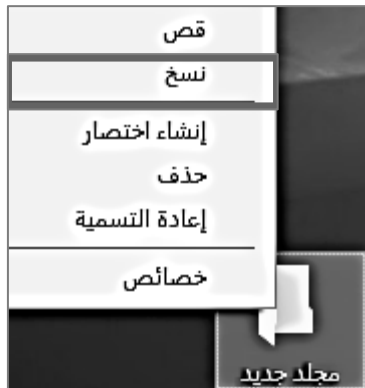 قص
نسخ
إنشاء اختصار
حذف
إعادة التسمية
خصائص
مجلد جديد